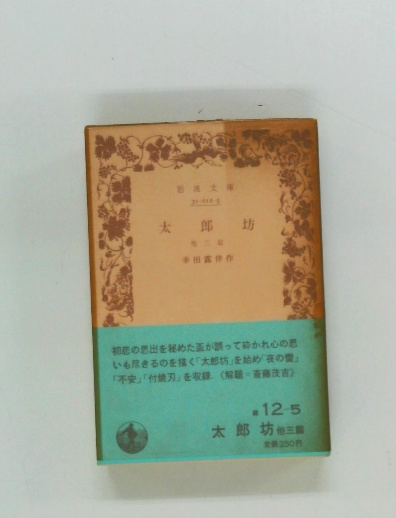 岩波文庫
31-012-5
太郎坊
他三篇
幸田露伴作
初恋の思出を秘めた盃が誤って砕かれ心の思
いも尽きるのを描く「太郎坊」を始め「夜の雪」
「不安」「付焼刃」を収録.（解題＝斎藤茂吉）
緑12-5
太郎坊 他三篇
定価250円